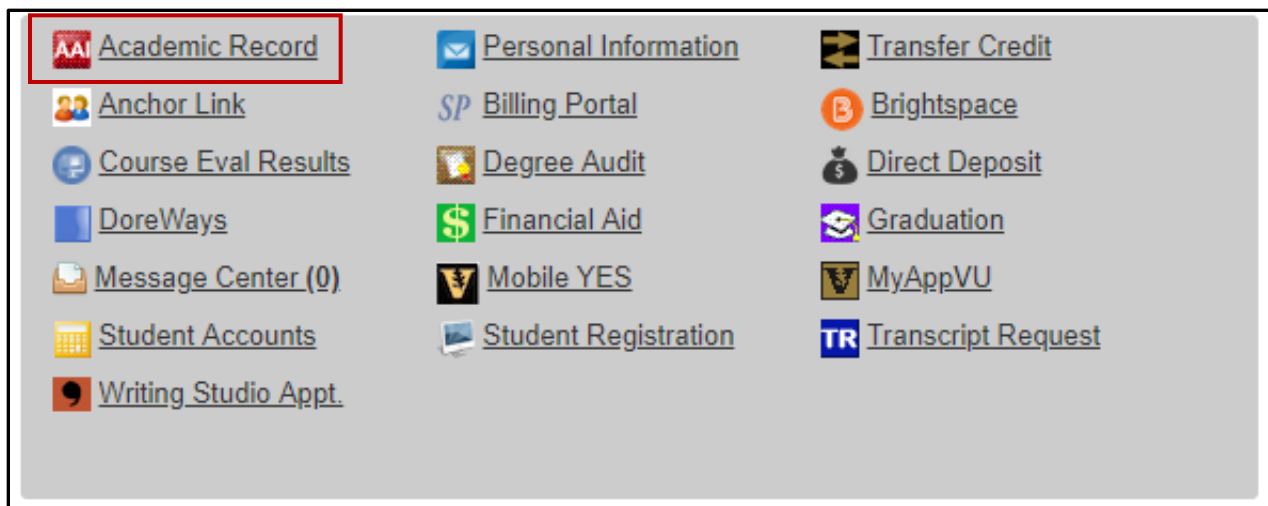 AAI Academic Record Personal Information Transfer Credit
Anchor Link SP Billing Portal B Brightspace
Course Eval Results Degree Audit Direct Deposit
DoreWays $ Financial Aid Graduation
Message Center (0) V Mobile YES V MyAppVU
Student Accounts Student Registration TR Transcript Request
Writing Studio Appt.